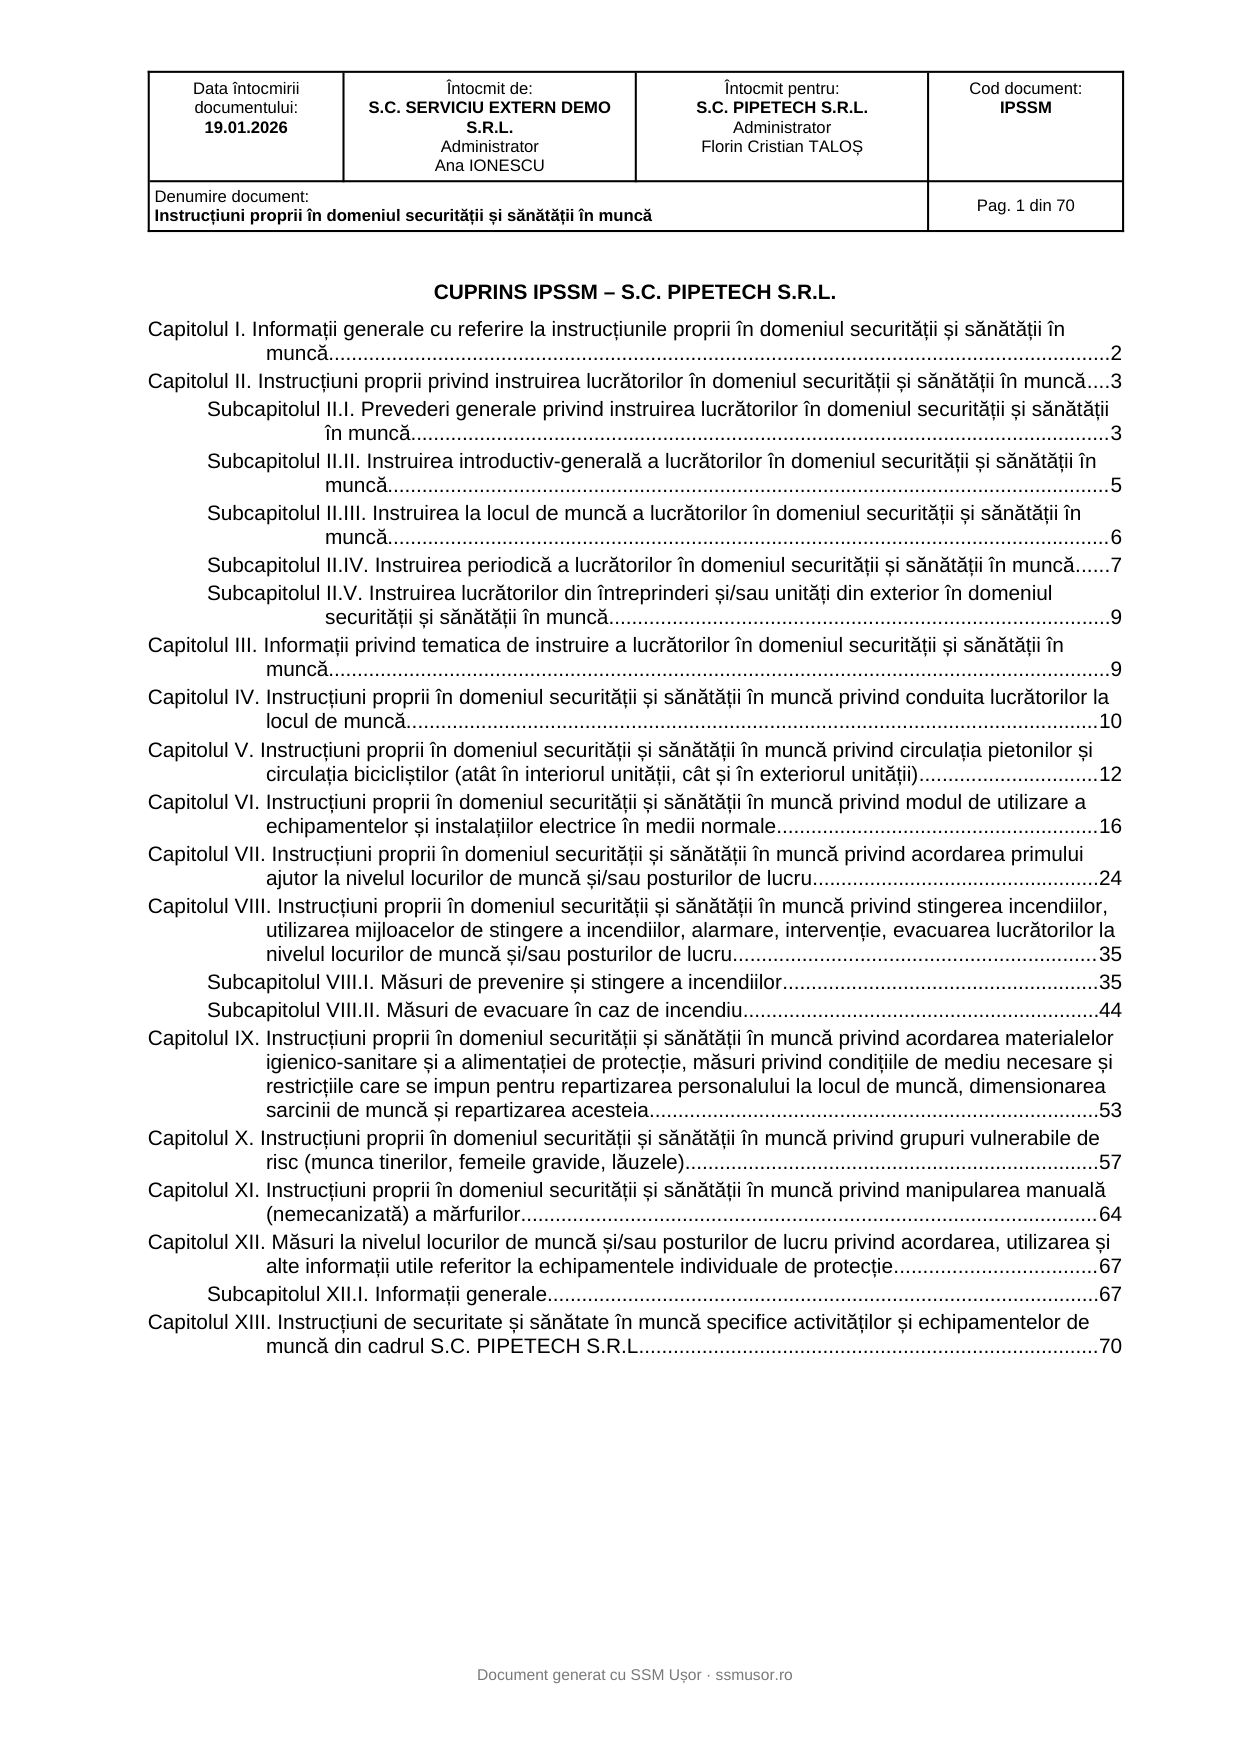 Data întocmirii
documentului:
19.01.2026
Întocmit de:
S.C. SERVICIU EXTERN DEMO
S.R.L.
Administrator
Ana IONESCU
Întocmit pentru:
S.C. PIPETECH S.R.L.
Administrator
Florin Cristian TALOȘ
Cod document:
IPSSM
Denumire document:
Instrucțiuni proprii în domeniul securității și sănătății în muncă
Pag. 1 din 70
CUPRINS IPSSM – S.C. PIPETECH S.R.L.
Capitolul I. Informații generale cu referire la instrucțiunile proprii în domeniul securității și sănătății în
muncă........................................................................................................................................2
Capitolul II. Instrucțiuni proprii privind instruirea lucrătorilor în domeniul securității și sănătății în muncă....3
Subcapitolul II.I. Prevederi generale privind instruirea lucrătorilor în domeniul securității și sănătății
în muncă.........................................................................................................................3
Subcapitolul II.II. Instruirea introductiv-generală a lucrătorilor în domeniul securității și sănătății în
muncă.............................................................................................................................5
Subcapitolul II.III. Instruirea la locul de muncă a lucrătorilor în domeniul securității și sănătății în
muncă.............................................................................................................................6
Subcapitolul II.IV. Instruirea periodică a lucrătorilor în domeniul securității și sănătății în muncă......7
Subcapitolul II.V. Instruirea lucrătorilor din întreprinderi și/sau unități din exterior în domeniul
securității și sănătății în muncă.......................................................................................9
Capitolul III. Informații privind tematica de instruire a lucrătorilor în domeniul securității și sănătății în
muncă........................................................................................................................................9
Capitolul IV. Instrucțiuni proprii în domeniul securității și sănătății în muncă privind conduita lucrătorilor la
locul de muncă........................................................................................................................10
Capitolul V. Instrucțiuni proprii în domeniul securității și sănătății în muncă privind circulația pietonilor și
circulația bicicliștilor (atât în interiorul unității, cât și în exteriorul unității)...............................12
Capitolul VI. Instrucțiuni proprii în domeniul securității și sănătății în muncă privind modul de utilizare a
echipamentelor și instalațiilor electrice în medii normale........................................................16
Capitolul VII. Instrucțiuni proprii în domeniul securității și sănătății în muncă privind acordarea primului
ajutor la nivelul locurilor de muncă și/sau posturilor de lucru..................................................24
Capitolul VIII. Instrucțiuni proprii în domeniul securității și sănătății în muncă privind stingerea incendiilor,
utilizarea mijloacelor de stingere a incendiilor, alarmare, intervenție, evacuarea lucrătorilor la
nivelul locurilor de muncă și/sau posturilor de lucru................................................................35
Subcapitolul VIII.I. Măsuri de prevenire și stingere a incendiilor.......................................................35
Subcapitolul VIII.II. Măsuri de evacuare în caz de incendiu..............................................................44
Capitolul IX. Instrucțiuni proprii în domeniul securității și sănătății în muncă privind acordarea materialelor
igienico-sanitare și a alimentației de protecție, măsuri privind condițiile de mediu necesare și
restricțiile care se impun pentru repartizarea personalului la locul de muncă, dimensionarea
sarcinii de muncă și repartizarea acesteia..............................................................................53
Capitolul X. Instrucțiuni proprii în domeniul securității și sănătății în muncă privind grupuri vulnerabile de
risc (munca tinerilor, femeile gravide, lăuzele)........................................................................57
Capitolul XI. Instrucțiuni proprii în domeniul securității și sănătății în muncă privind manipularea manuală
(nemecanizată) a mărfurilor....................................................................................................64
Capitolul XII. Măsuri la nivelul locurilor de muncă și/sau posturilor de lucru privind acordarea, utilizarea și
alte informații utile referitor la echipamentele individuale de protecție...................................67
Subcapitolul XII.I. Informații generale................................................................................................67
Capitolul XIII. Instrucțiuni de securitate și sănătate în muncă specifice activităților și echipamentelor de
muncă din cadrul S.C. PIPETECH S.R.L................................................................................70
Document generat cu SSM Ușor · ssmusor.ro